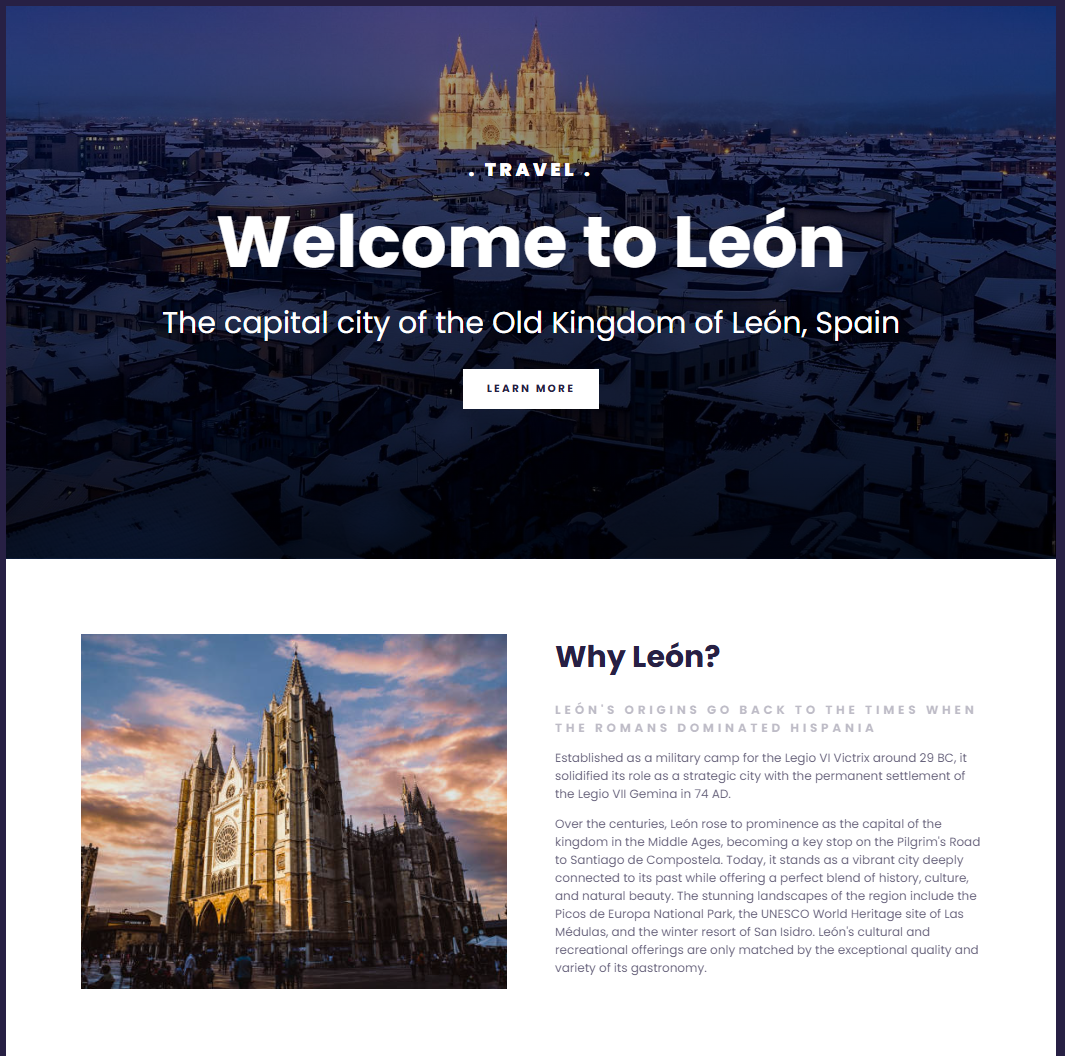 . TRAVEL .
Welcome to León
The capital city of the Old Kingdom of León, Spain
LEARN MORE
Why León?
LEÓN'S ORIGINS GO BACK TO THE TIMES WHEN
THE ROMANS DOMINATED HISPANIA
Established as a military camp for the Legio VI Victrix around 29 BC, it
solidified its role as a strategic city with the permanent settlement of
the Legio VII Gemina in 74 AD.
Over the centuries, León rose to prominence as the capital of the
kingdom in the Middle Ages, becoming a key stop on the Pilgrim's Road
to Santiago de Compostela. Today, it stands as a vibrant city deeply
connected to its past while offering a perfect blend of history, culture,
and natural beauty. The stunning landscapes of the region include the
Picos de Europa National Park, the UNESCO World Heritage site of Las
Médulas, and the winter resort of San Isidro. León's cultural and
recreational offerings are only matched by the exceptional quality and
variety of its gastronomy.